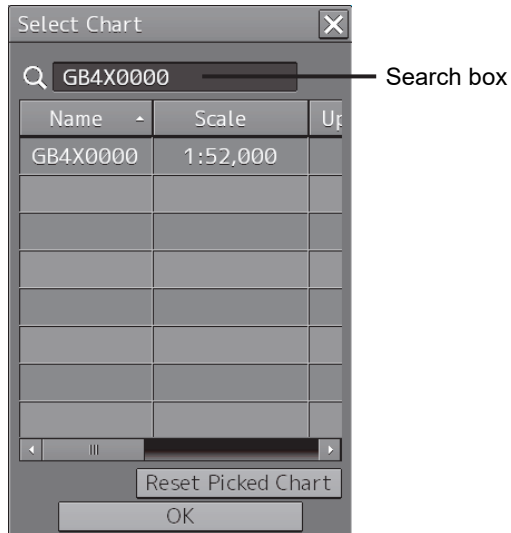 Select Chart
GB4X0000
Search box
Name Scale Up
GB4X0000 1:52,000
Reset Picked Chart
OK